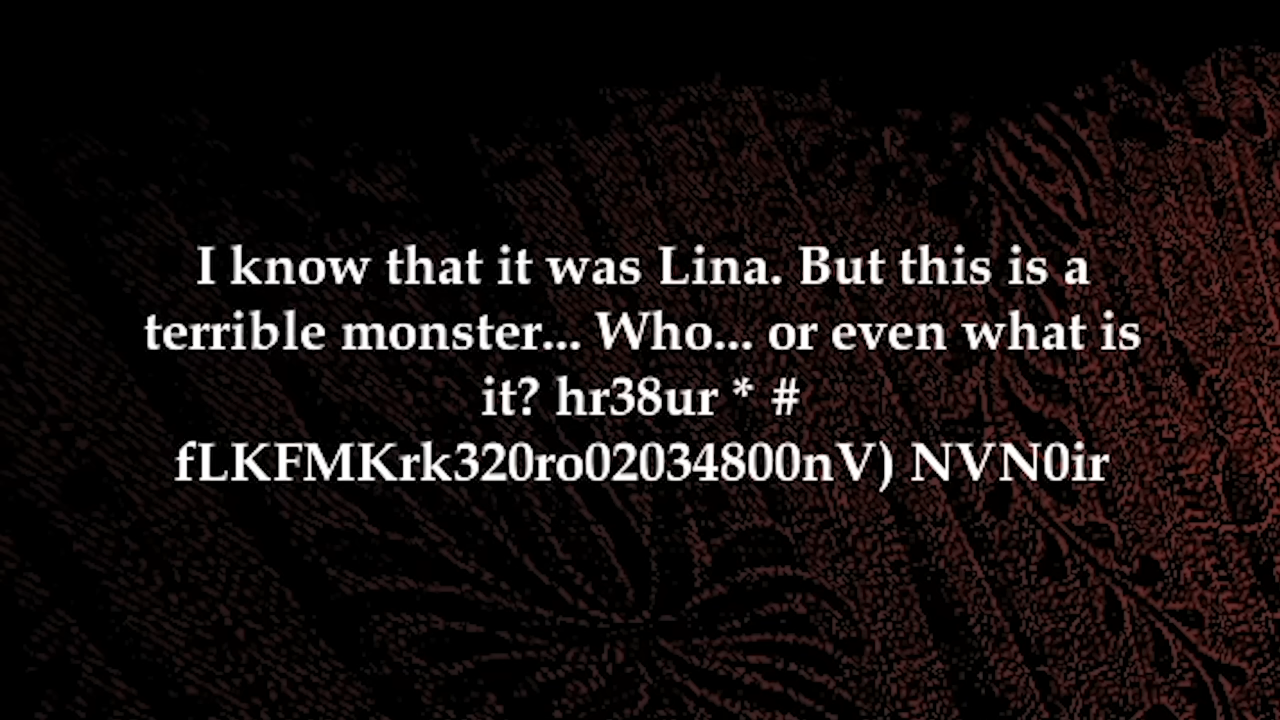 I know that it was Lina. But this is a
terrible monster... Who... or even what is
it? hr38ur * #
fLKFMKrk320ro02034800nV) NVN0ir